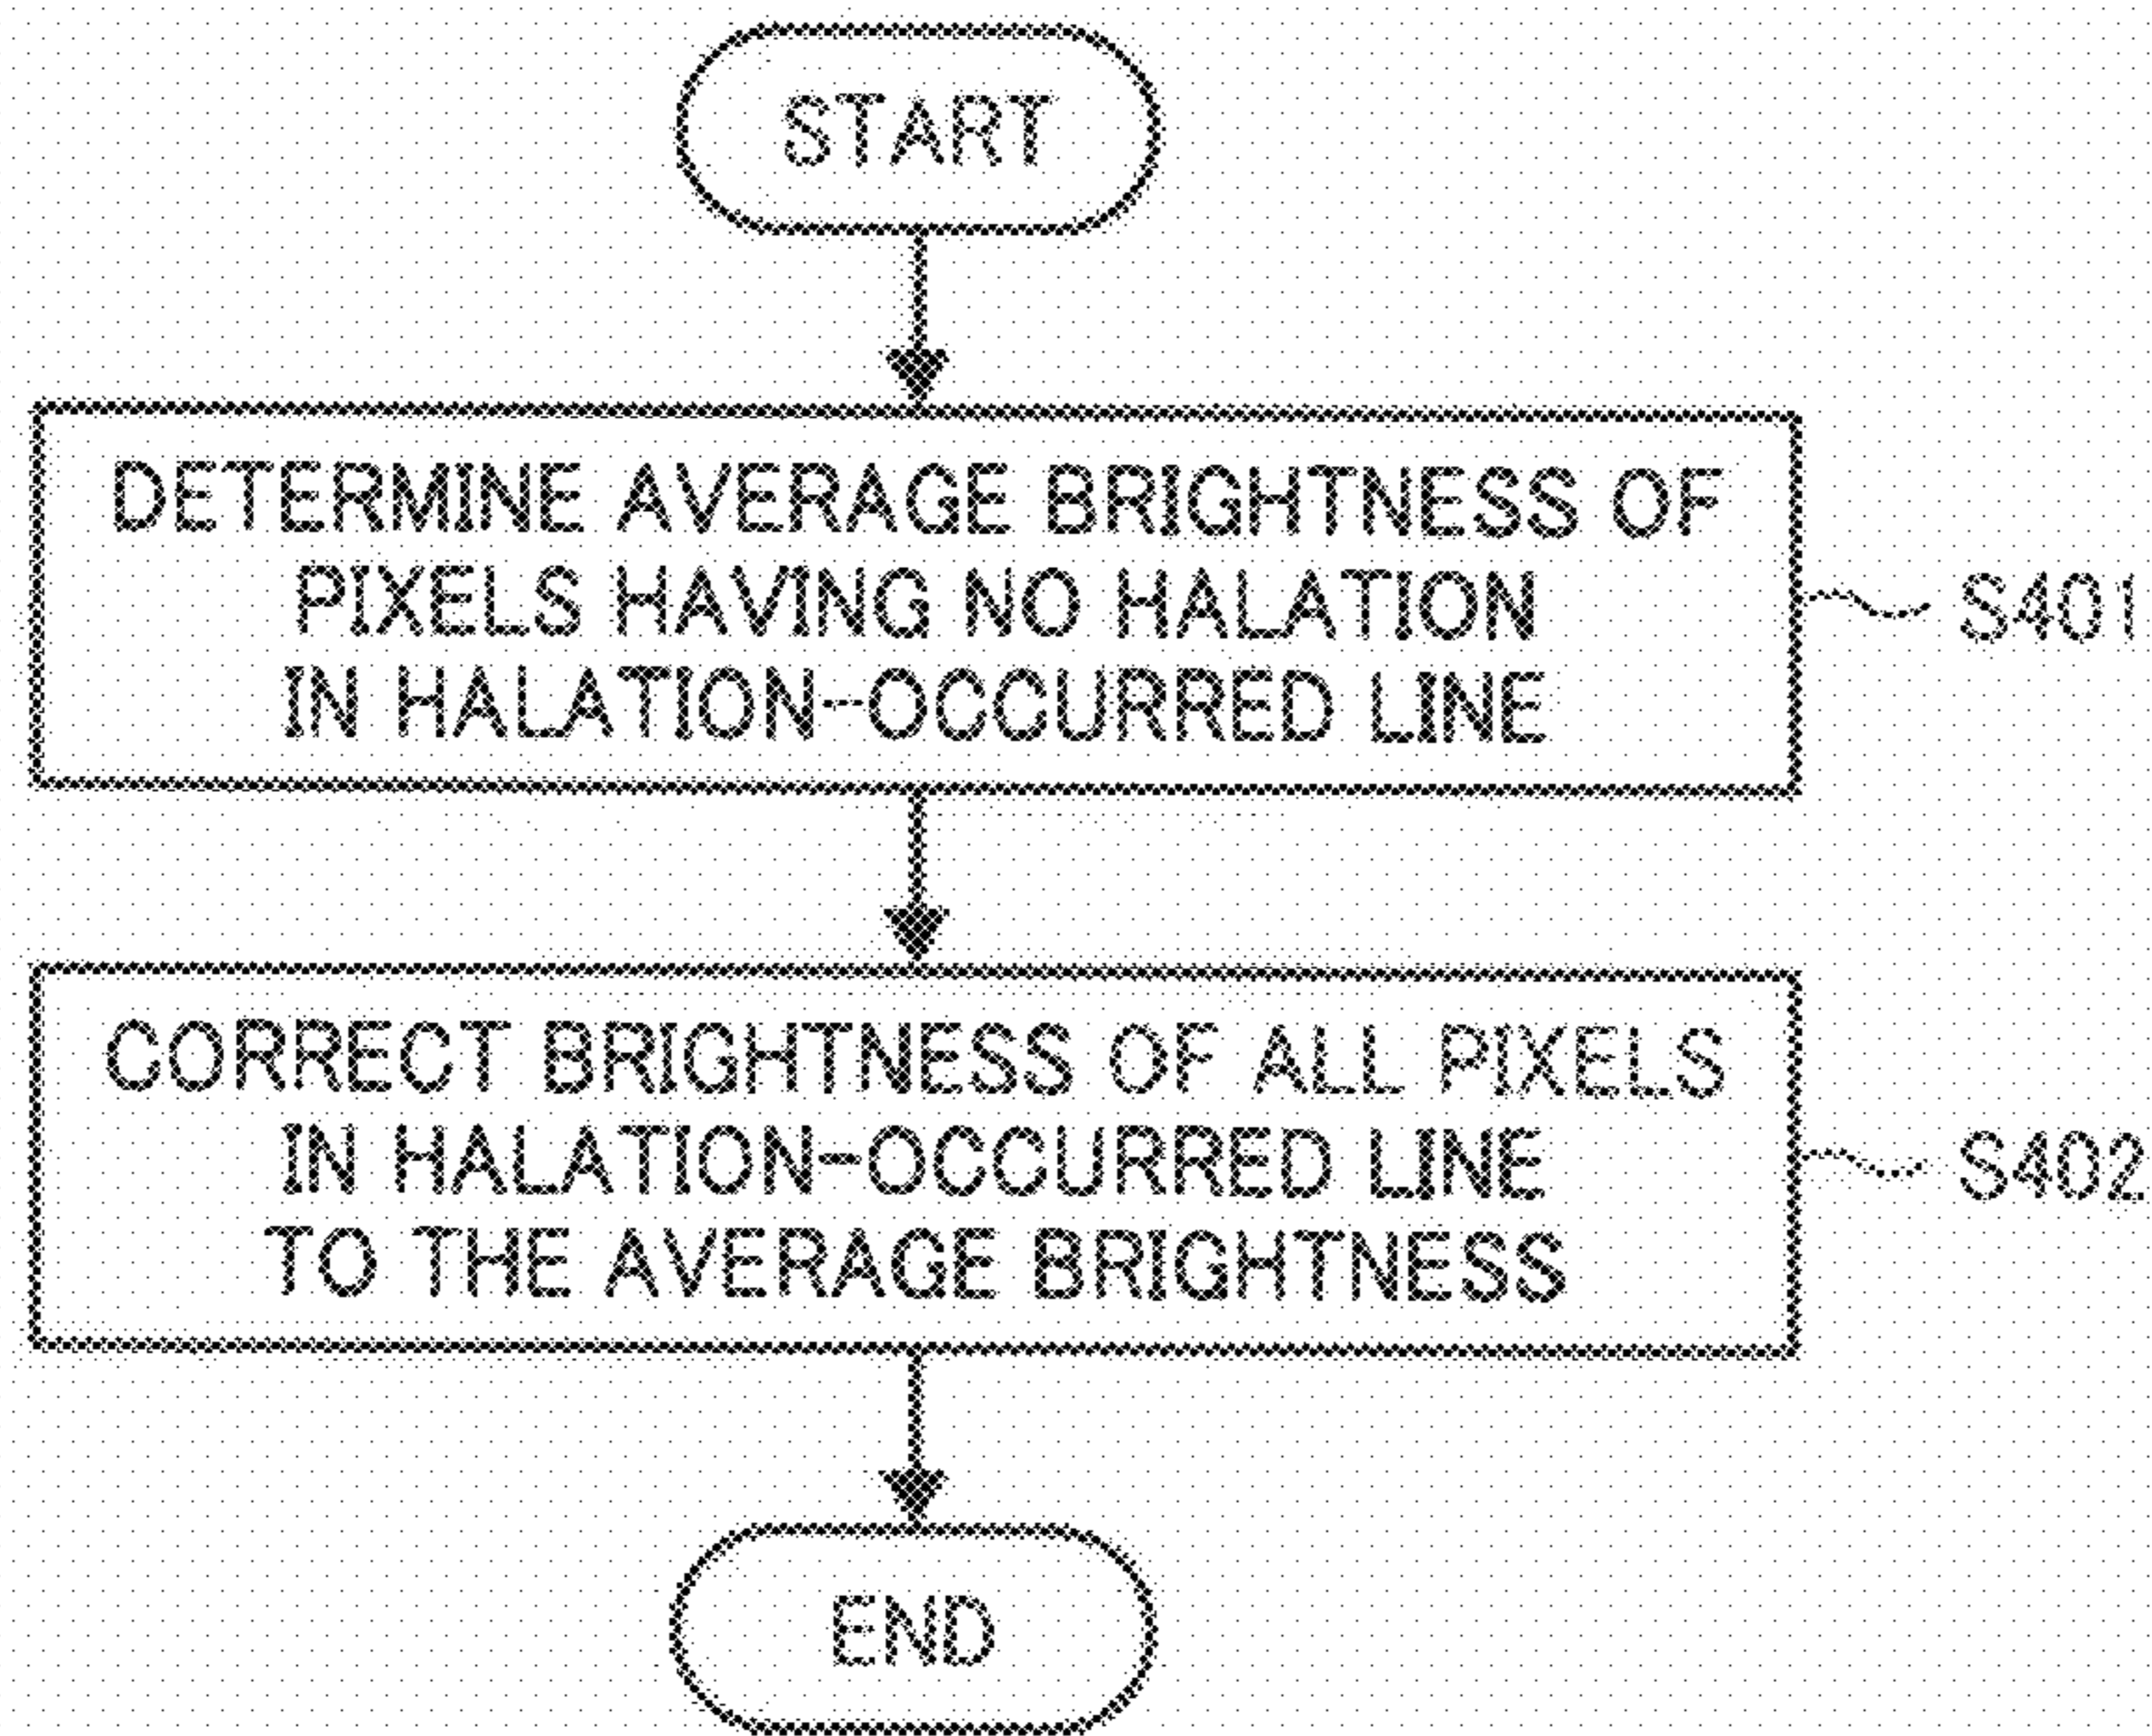 START
DETERMINE AVERAGE BRIGHTNESS OF
PIXELS HAVING NO HALATION
IN HALATION-OCCURRED LINE
S401
CORRECT BRIGHTNESS OF ALL PIXELS
IN HALATION-OCCURRED LINE
TO THE AVERAGE BRIGHTNESS
S402
END